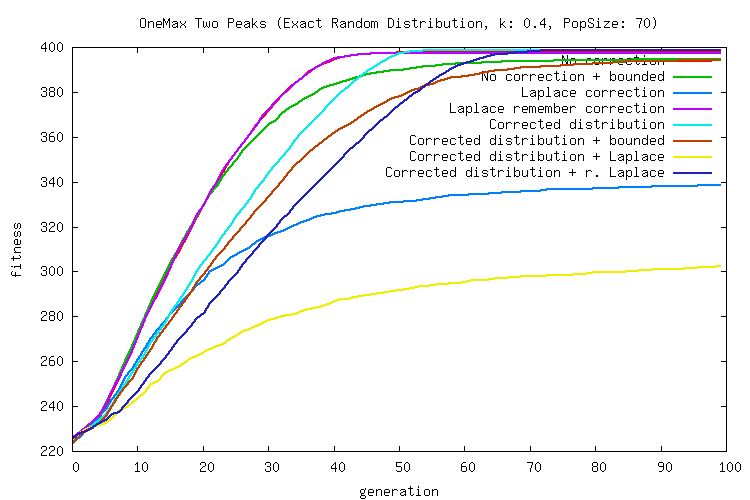 OneMax Two Peaks (Exact Random Distribution, k: 0.4, PopSize: 70)
400
380
360
340
320
300
280
260
240
220
fitness
No correction
No correction + bounded
Laplace correction
Laplace remember correction
Corrected distribution
Corrected distribution + bounded
Corrected distribution + Laplace
Corrected distribution + r. Laplace
0 10 20 30 40 50 60 70 80 90 100
generation